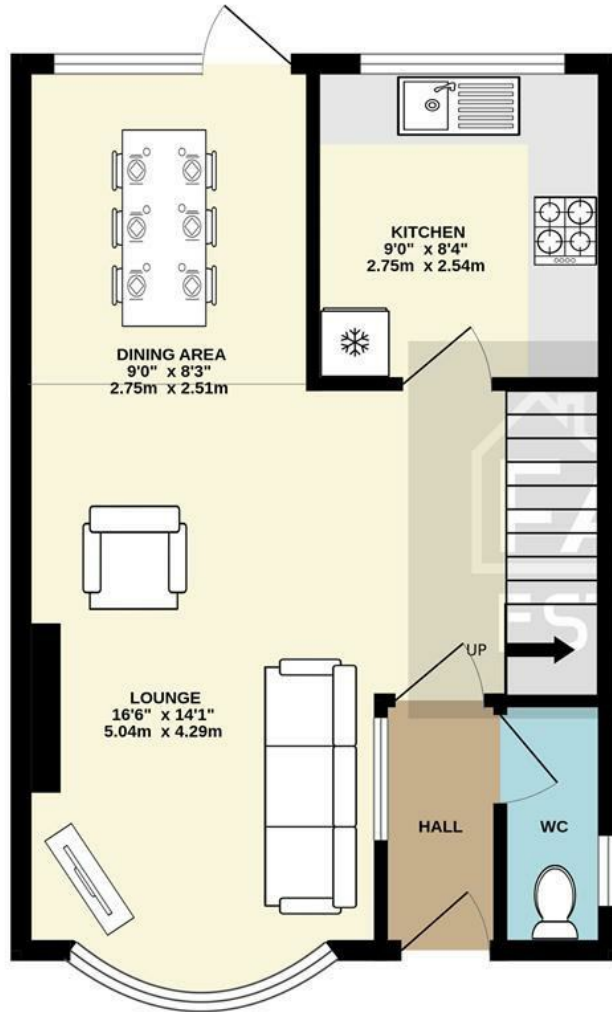 KITCHEN
9'0" x 8'4"
2.75m x 2.54m
DINING AREA
9'0" x 8'3"
2.75m x 2.51m
UP
LOUNGE
16'6" x 14'1"
5.04m x 4.29m
HALL
WC